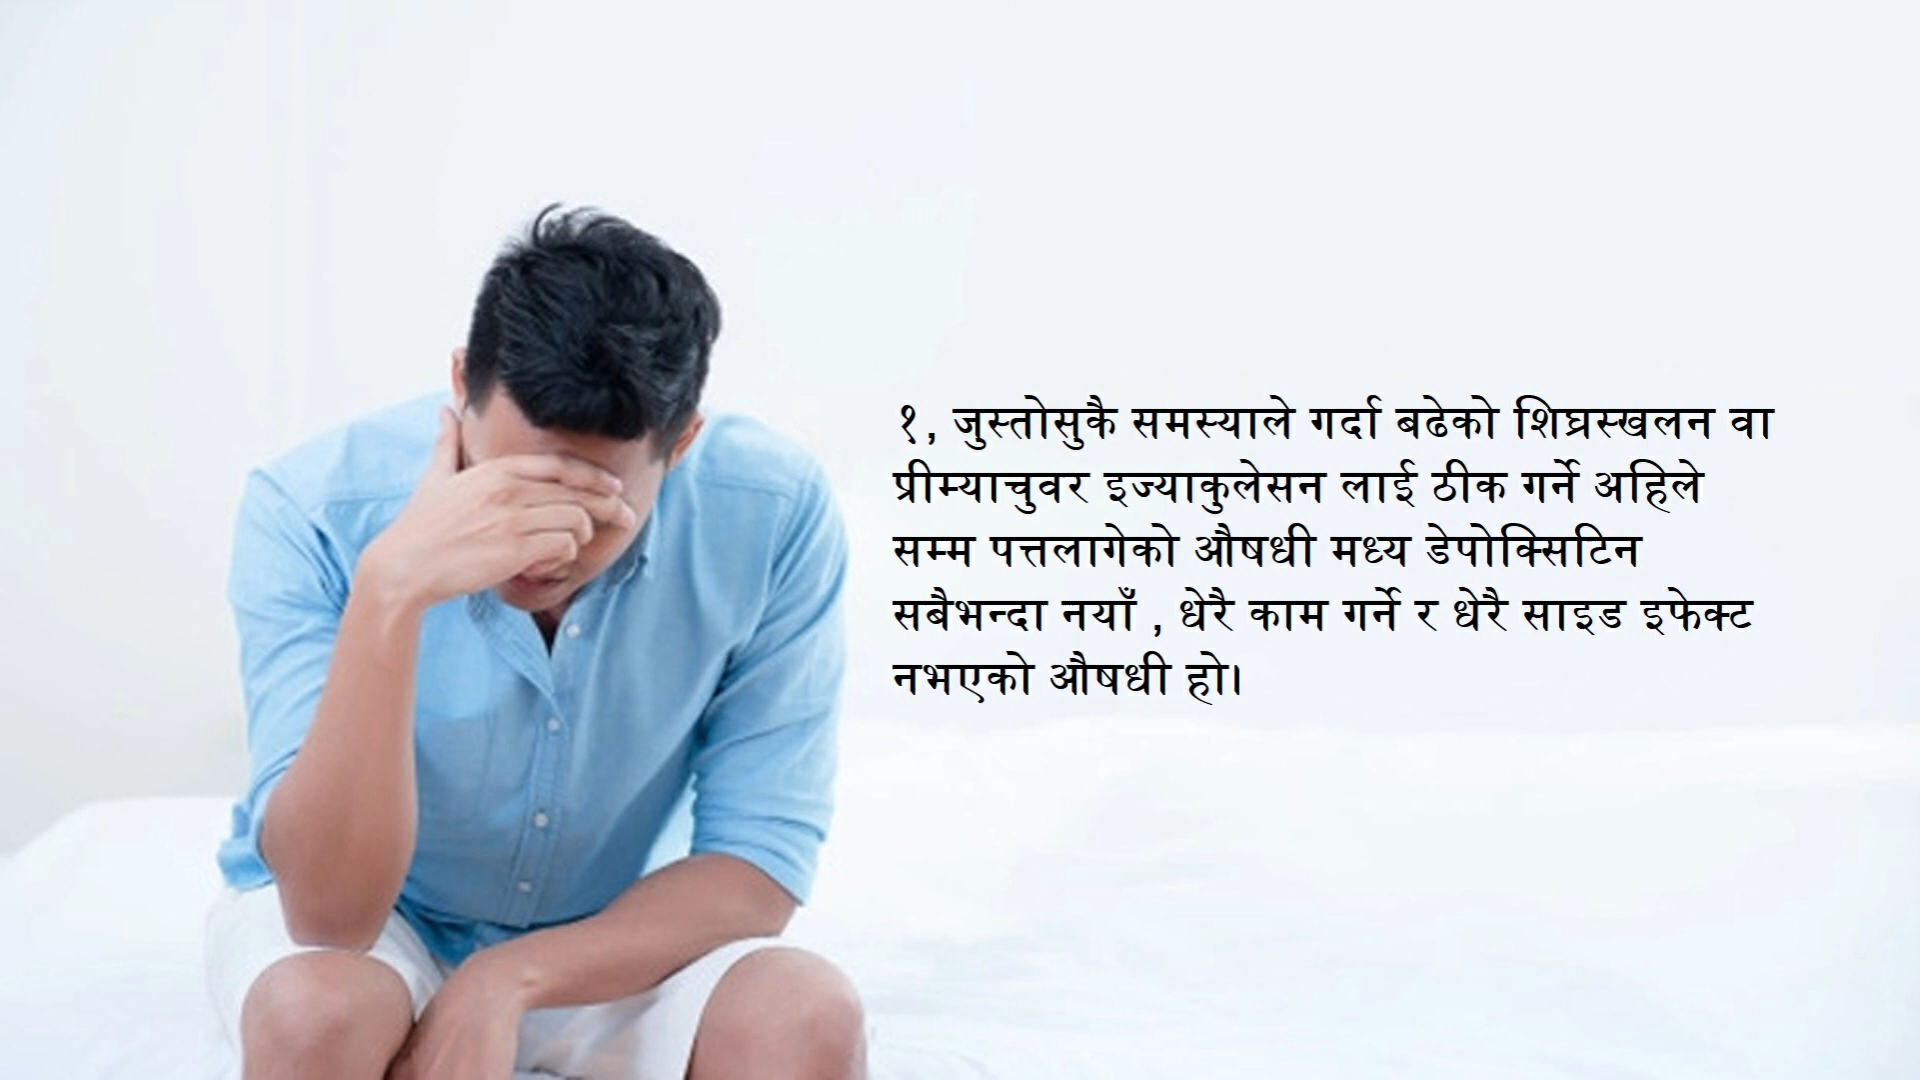 १, जुस्तोसुकै समस्याले गर्दा बढेको शिघ्रस्खलन वा
प्रीम्याचुवर इज्याकुलेसन लाई ठीक गर्ने अहिले
सम्म पत्तलागेको औषधी मध्य डेपोक्सिटिन
सबैभन्दा नयाँ , धेरै काम गर्ने र धेरै साइड इफेक्ट
नभएको औषधी हो।